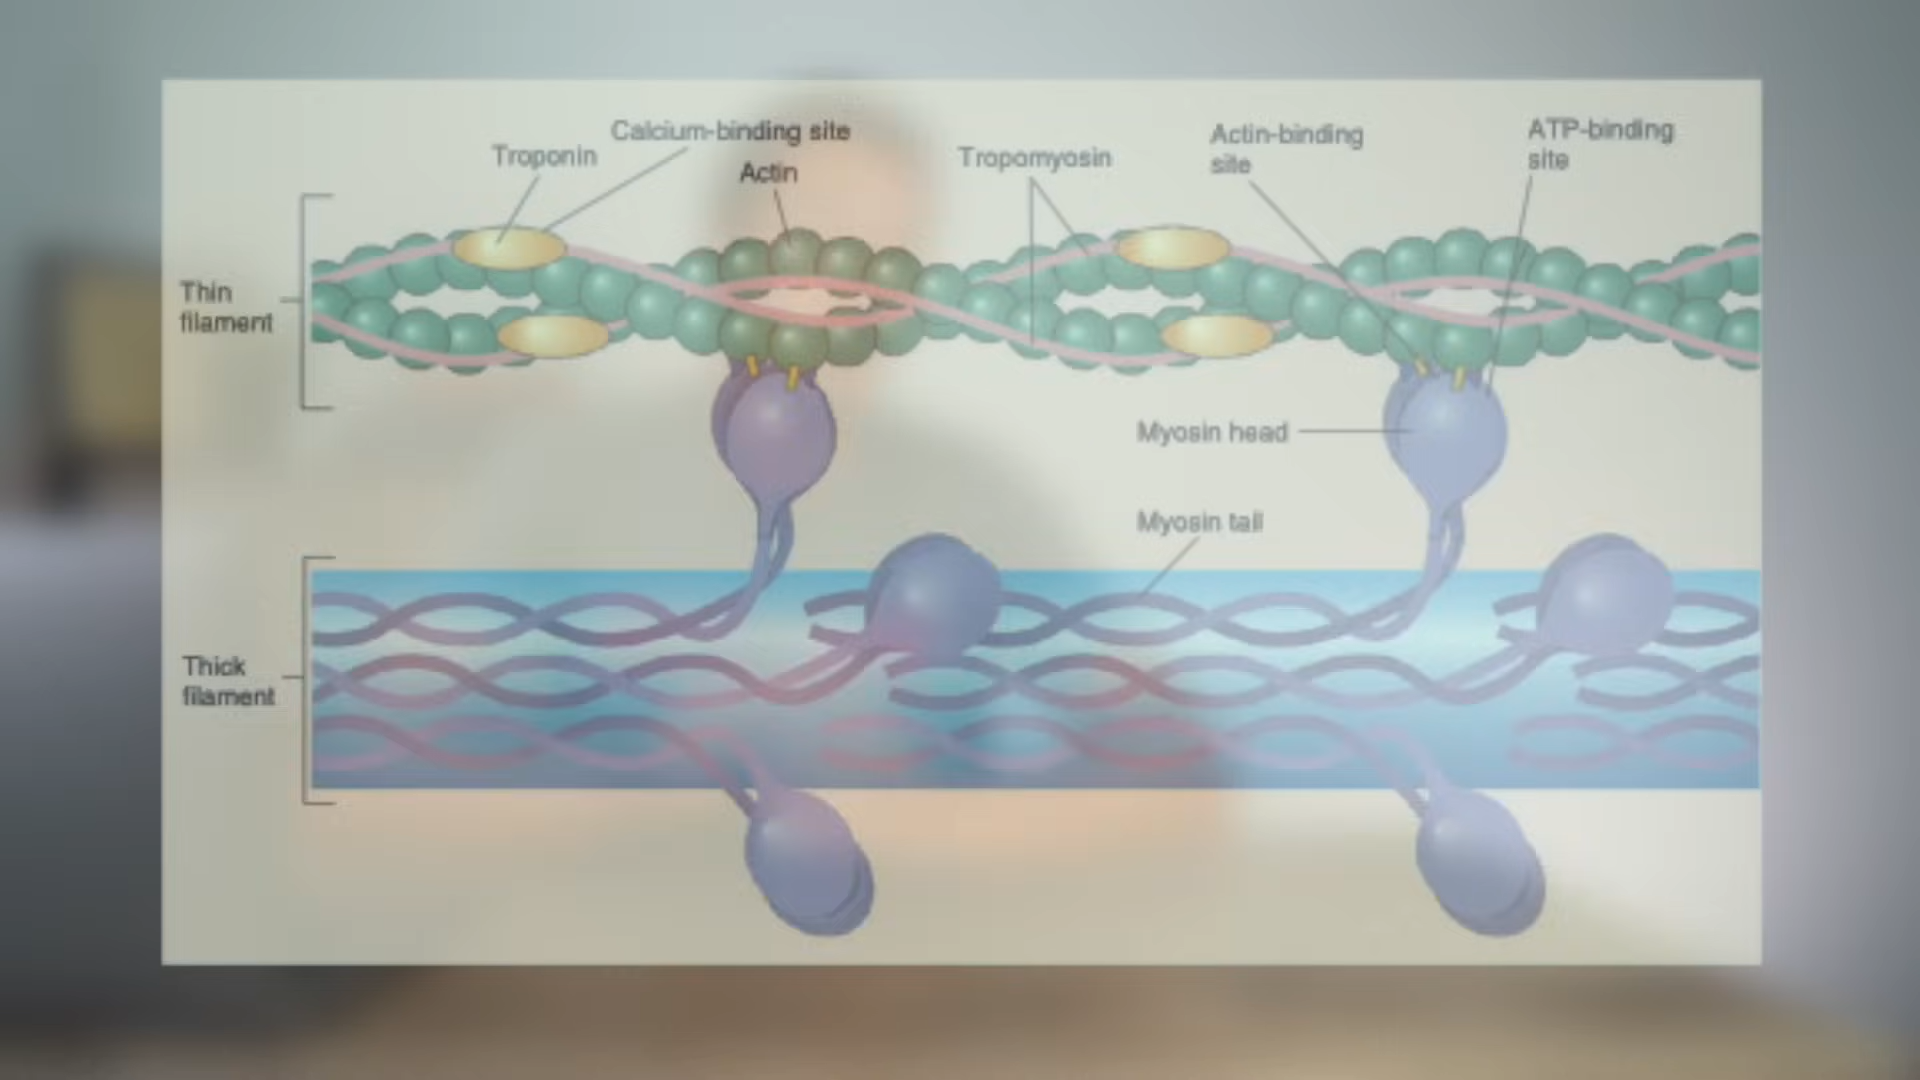 Calcium-binding site
Troponin
Actin
Tropomyosin
Actin-binding
site
ATP-binding
site
Thin
filament
Myosin head
Myosin tail
Thick
filament